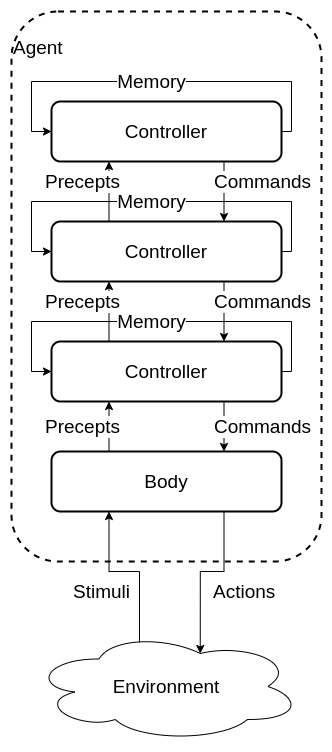 Agent
Memory
Controller
Precepts Commands
Memory
Controller
Precepts Commands
Memory
Controller
Precepts Commands
Body
Stimuli Actions
Environment